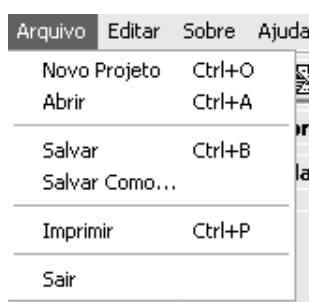 Arquivo Editar Sobre Ajuda
Novo Projeto Ctrl+O
Abrir Ctrl+A
Salvar Ctrl+B
Salvar Como...
Imprimir Ctrl+P
Sair